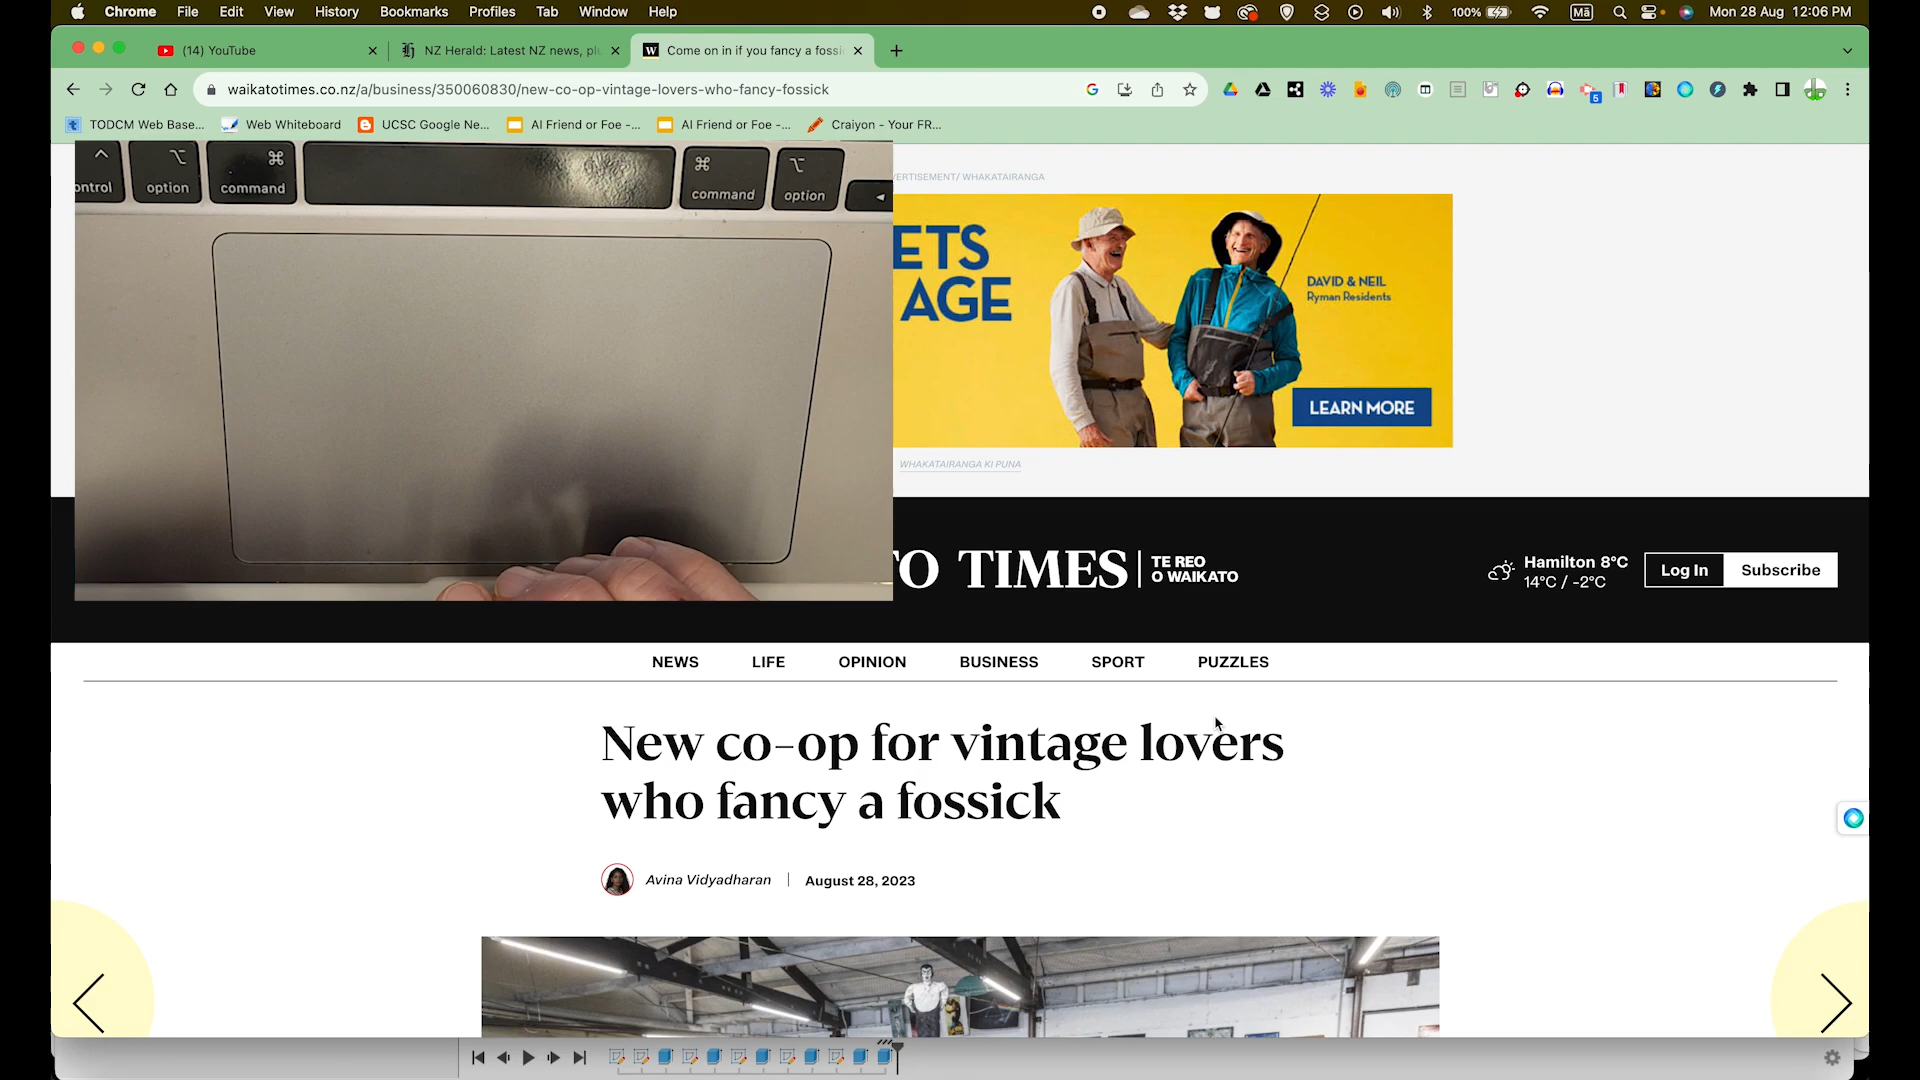 Chrome File Edit View History Bookmarks Profiles Tab Window Help
100% Mā Mon 28 Aug 12:06 PM
(14) YouTube
NZ Herald: Latest NZ news, plu
Come on in if you fancy a fossi
waikatotimes.co.nz/a/business/350060830/new-co-op-vintage-lovers-who-fancy-fossick
5
TODCM Web Base... Web Whiteboard UCSC Google Ne... AI Friend or Foe -... AI Friend or Foe -... Craiyon - Your FR...
ontrol option command command option
VERTISEMENT/ WHAKATAIRANGA
ETS
AGE
DAVID & NEIL
Ryman Residents
LEARN MORE
WHAKATAIRANGA KI PUNA
TO TIMES
TE REO
O WAIKATO
Hamilton 8°C
14°C / -2°C
Log In Subscribe
NEWS LIFE OPINION BUSINESS SPORT PUZZLES
New co-op for vintage lovers
who fancy a fossick
Avina Vidyadharan | August 28, 2023